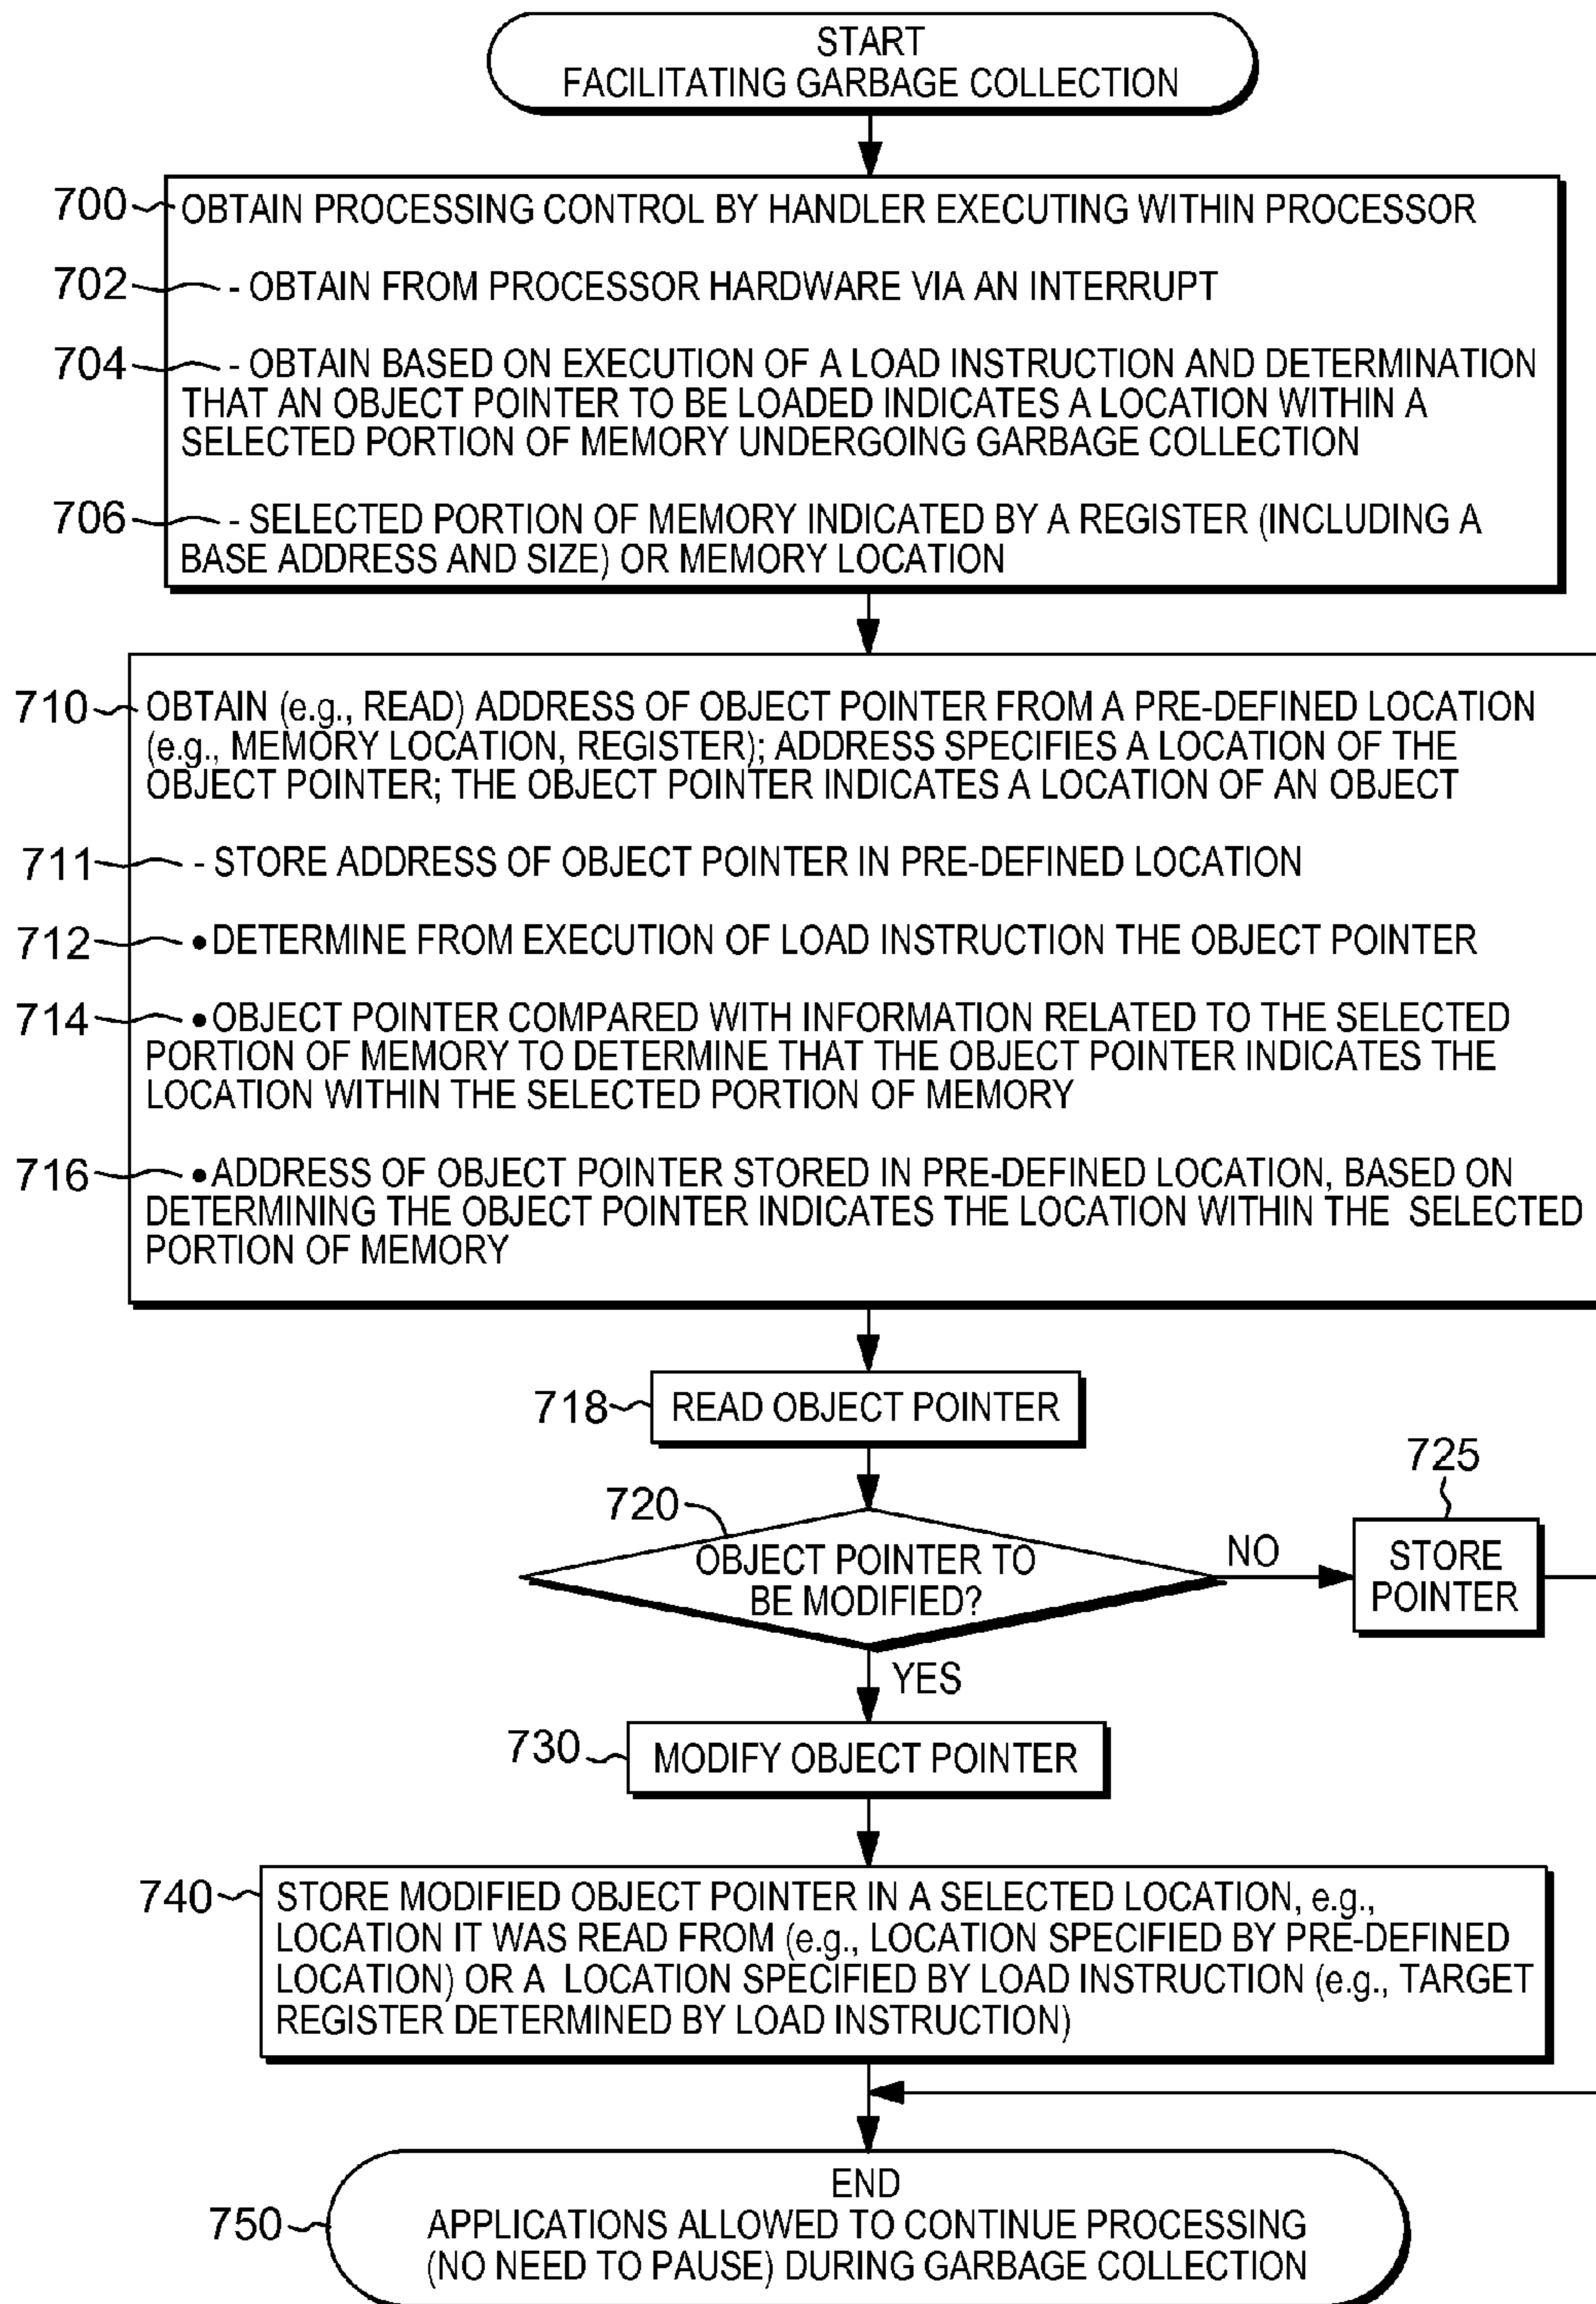 START
FACILITATING GARBAGE COLLECTION
700 OBTAIN PROCESSING CONTROL BY HANDLER EXECUTING WITHIN PROCESSOR
702 - OBTAIN FROM PROCESSOR HARDWARE VIA AN INTERRUPT
704 - OBTAIN BASED ON EXECUTION OF A LOAD INSTRUCTION AND DETERMINATION
THAT AN OBJECT POINTER TO BE LOADED INDICATES A LOCATION WITHIN A
SELECTED PORTION OF MEMORY UNDERGOING GARBAGE COLLECTION
706 - SELECTED PORTION OF MEMORY INDICATED BY A REGISTER (INCLUDING A
BASE ADDRESS AND SIZE) OR MEMORY LOCATION
710 OBTAIN (e.g., READ) ADDRESS OF OBJECT POINTER FROM A PRE-DEFINED LOCATION
(e.g., MEMORY LOCATION, REGISTER); ADDRESS SPECIFIES A LOCATION OF THE
OBJECT POINTER; THE OBJECT POINTER INDICATES A LOCATION OF AN OBJECT
711 - STORE ADDRESS OF OBJECT POINTER IN PRE-DEFINED LOCATION
712 • DETERMINE FROM EXECUTION OF LOAD INSTRUCTION THE OBJECT POINTER
714 • OBJECT POINTER COMPARED WITH INFORMATION RELATED TO THE SELECTED
PORTION OF MEMORY TO DETERMINE THAT THE OBJECT POINTER INDICATES THE
LOCATION WITHIN THE SELECTED PORTION OF MEMORY
716 • ADDRESS OF OBJECT POINTER STORED IN PRE-DEFINED LOCATION, BASED ON
DETERMINING THE OBJECT POINTER INDICATES THE LOCATION WITHIN THE SELECTED
PORTION OF MEMORY
718 READ OBJECT POINTER
720 OBJECT POINTER TO
BE MODIFIED?
NO
725
STORE
POINTER
YES
730 MODIFY OBJECT POINTER
740 STORE MODIFIED OBJECT POINTER IN A SELECTED LOCATION, e.g.,
LOCATION IT WAS READ FROM (e.g., LOCATION SPECIFIED BY PRE-DEFINED
LOCATION) OR A LOCATION SPECIFIED BY LOAD INSTRUCTION (e.g., TARGET
REGISTER DETERMINED BY LOAD INSTRUCTION)
750 END
APPLICATIONS ALLOWED TO CONTINUE PROCESSING
(NO NEED TO PAUSE) DURING GARBAGE COLLECTION